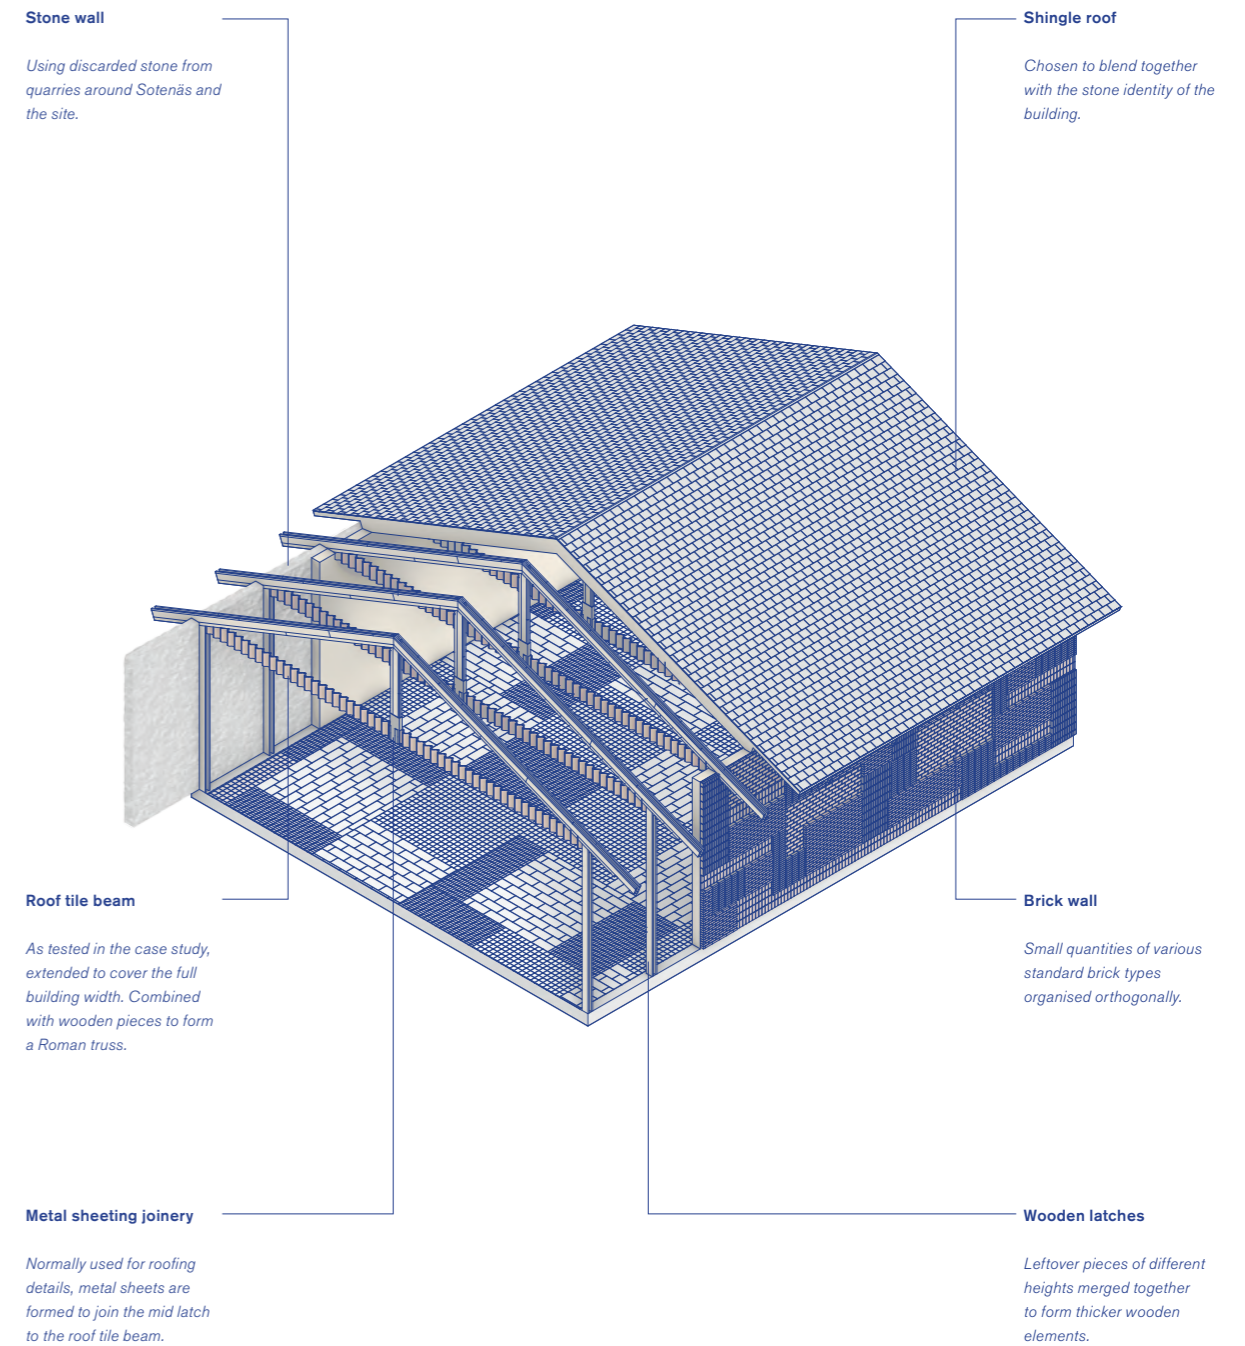 Stone wall
Using discarded stone from
quarries around Sotenäs and
the site.
Shingle roof
Chosen to blend together
with the stone identity of the
building.
Roof tile beam
As tested in the case study,
extended to cover the full
building width. Combined
with wooden pieces to form
a Roman truss.
Brick wall
Small quantities of various
standard brick types
organised orthogonally.
Metal sheeting joinery
Normally used for roofing
details, metal sheets are
formed to join the mid latch
to the roof tile beam.
Wooden latches
Leftover pieces of different
heights merged together
to form thicker wooden
elements.